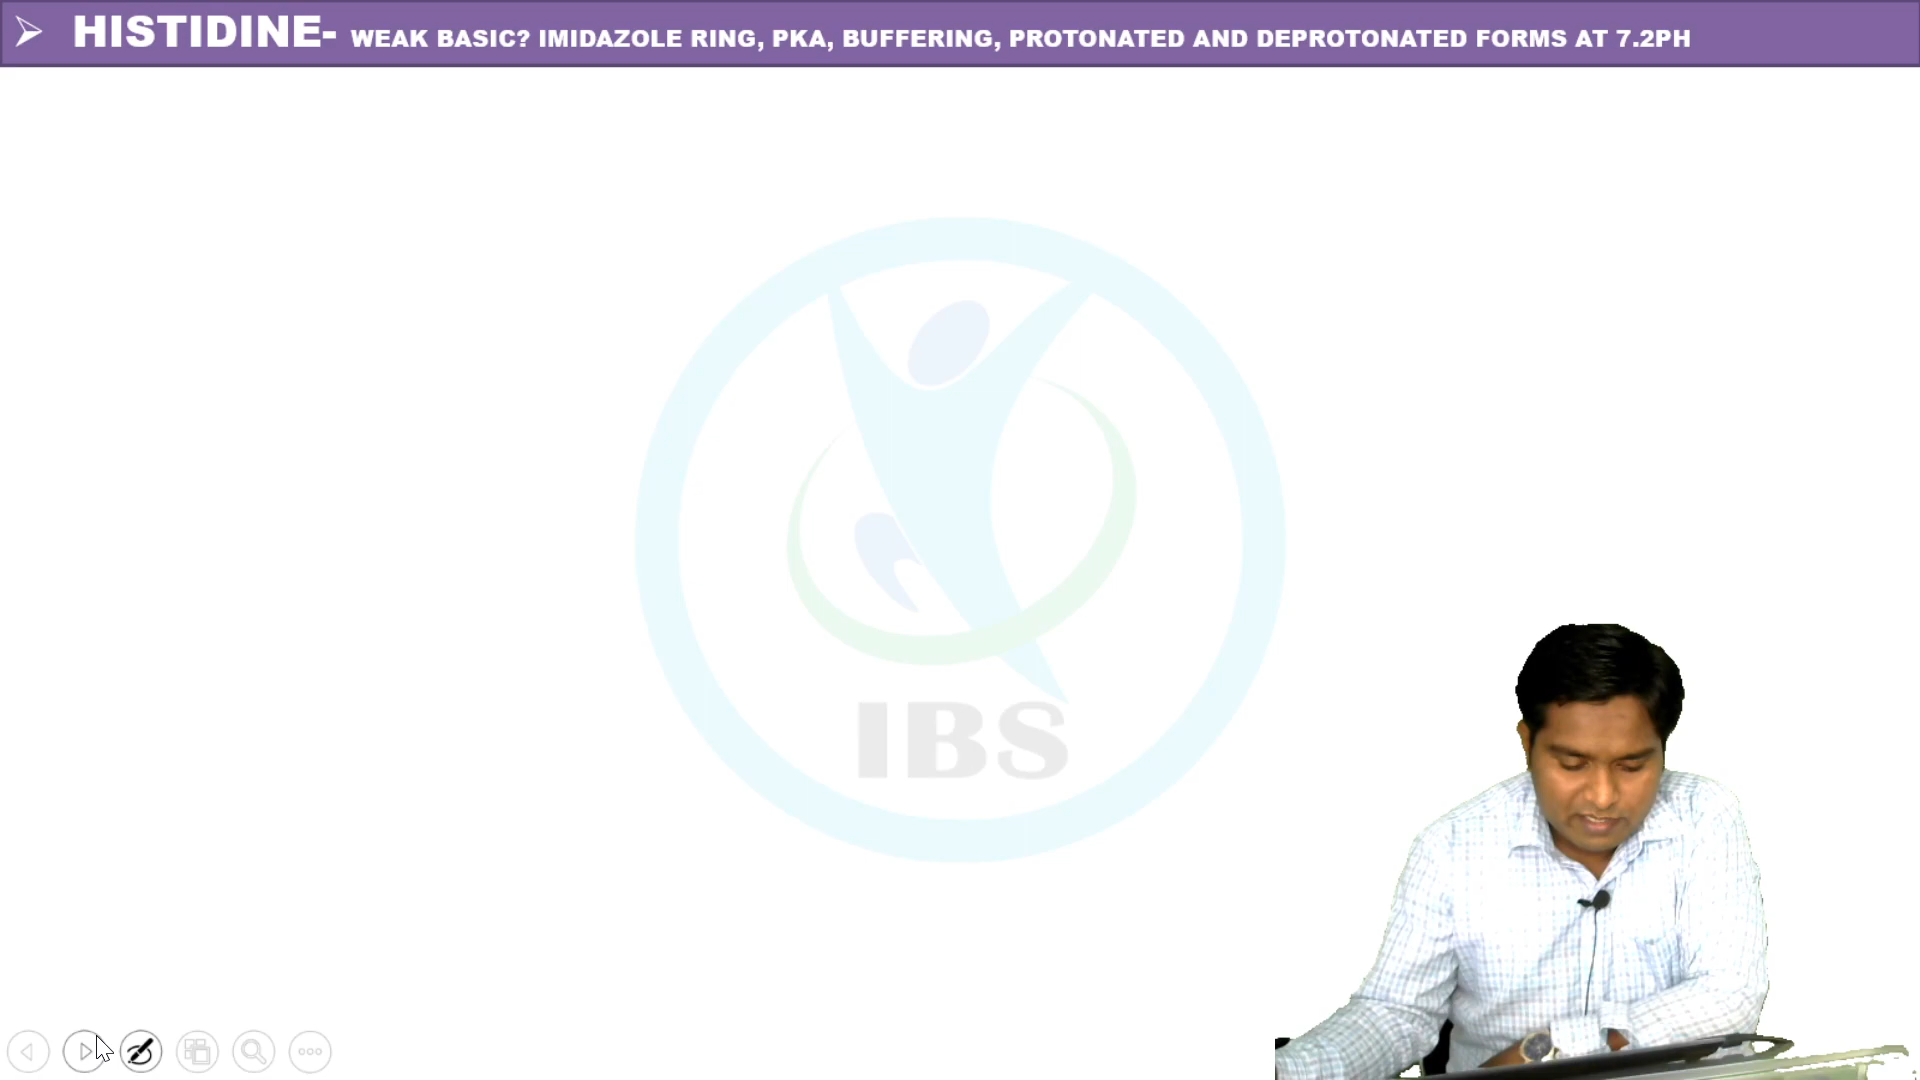 HISTIDINE- WEAK BASIC? IMIDAZOLE RING, PKA, BUFFERING, PROTONATED AND DEPROTONATED FORMS AT 7.2PH
IBS